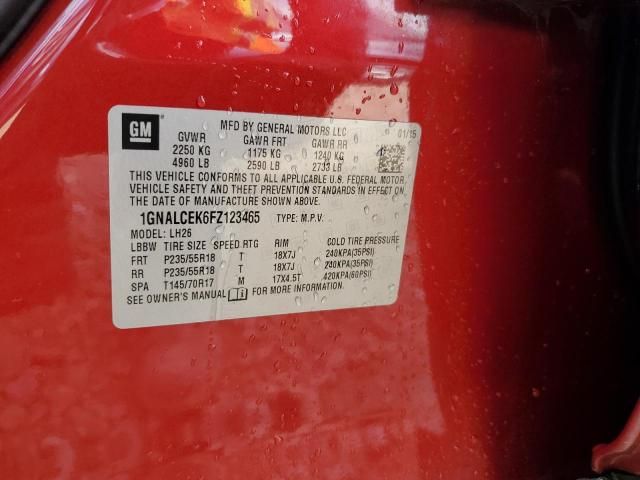 GM
MFD BY GENERAL MOTORS LLC 01/15
GVWR GAWR FRT GAWR RR
2250 KG 1175 KG 1240 KG
4960 LB 2590 LB 2733 LB
THIS VEHICLE CONFORMS TO ALL APPLICABLE U.S. FEDERAL MOTOR
VEHICLE SAFETY AND THEFT PREVENTION STANDARDS IN EFFECT ON
THE DATE OF MANUFACTURE SHOWN ABOVE.
1GNALCEK6FZ123465 TYPE: M.P.V.
MODEL: LH26
LBBW TIRE SIZE SPEED RTG RIM COLD TIRE PRESSURE
FRT P235/55R18 T 18X7J 240KPA(35PSI)
RR P235/55R18 T 18X7J 240KPA(35PSI)
SPA T145/70R17 M 17X4.5T 420KPA(60PSI)
SEE OWNER'S MANUAL FOR MORE INFORMATION.